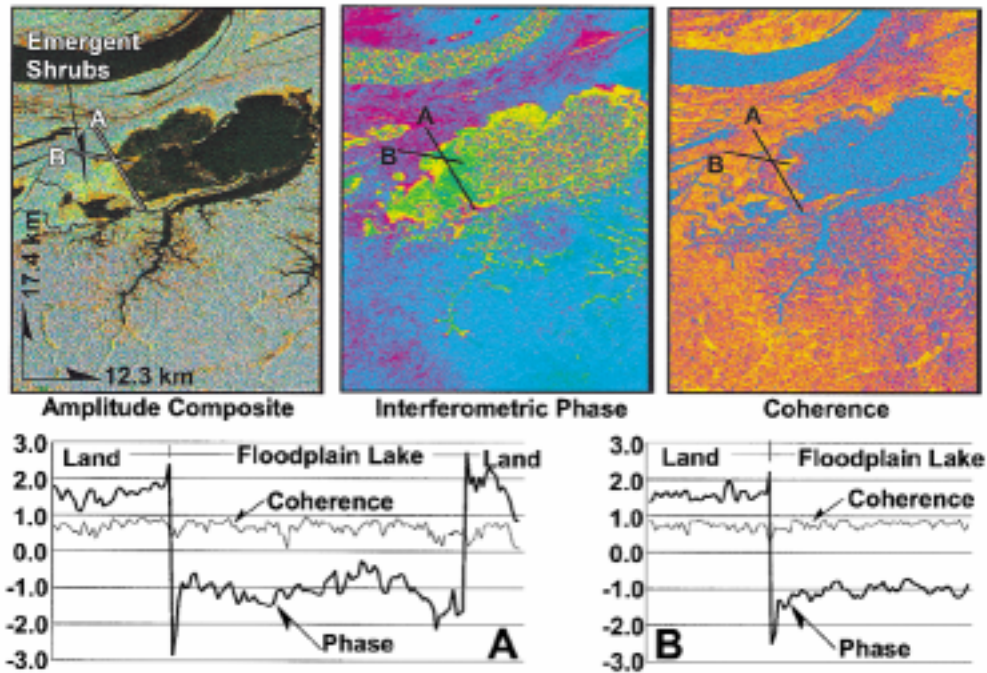 Emergent
Shrubs
A
B
17.4 km
12.3 km
A
B
A
B
Amplitude Composite
Interferometric Phase
Coherence
3.0
2.0
1.0
0.0
-1.0
-2.0
-3.0
Land
Floodplain Lake
Land
Coherence
Phase
A
3.0
2.0
1.0
0.0
-1.0
-2.0
-3.0
Land
Floodplain Lake
Coherence
Phase
B